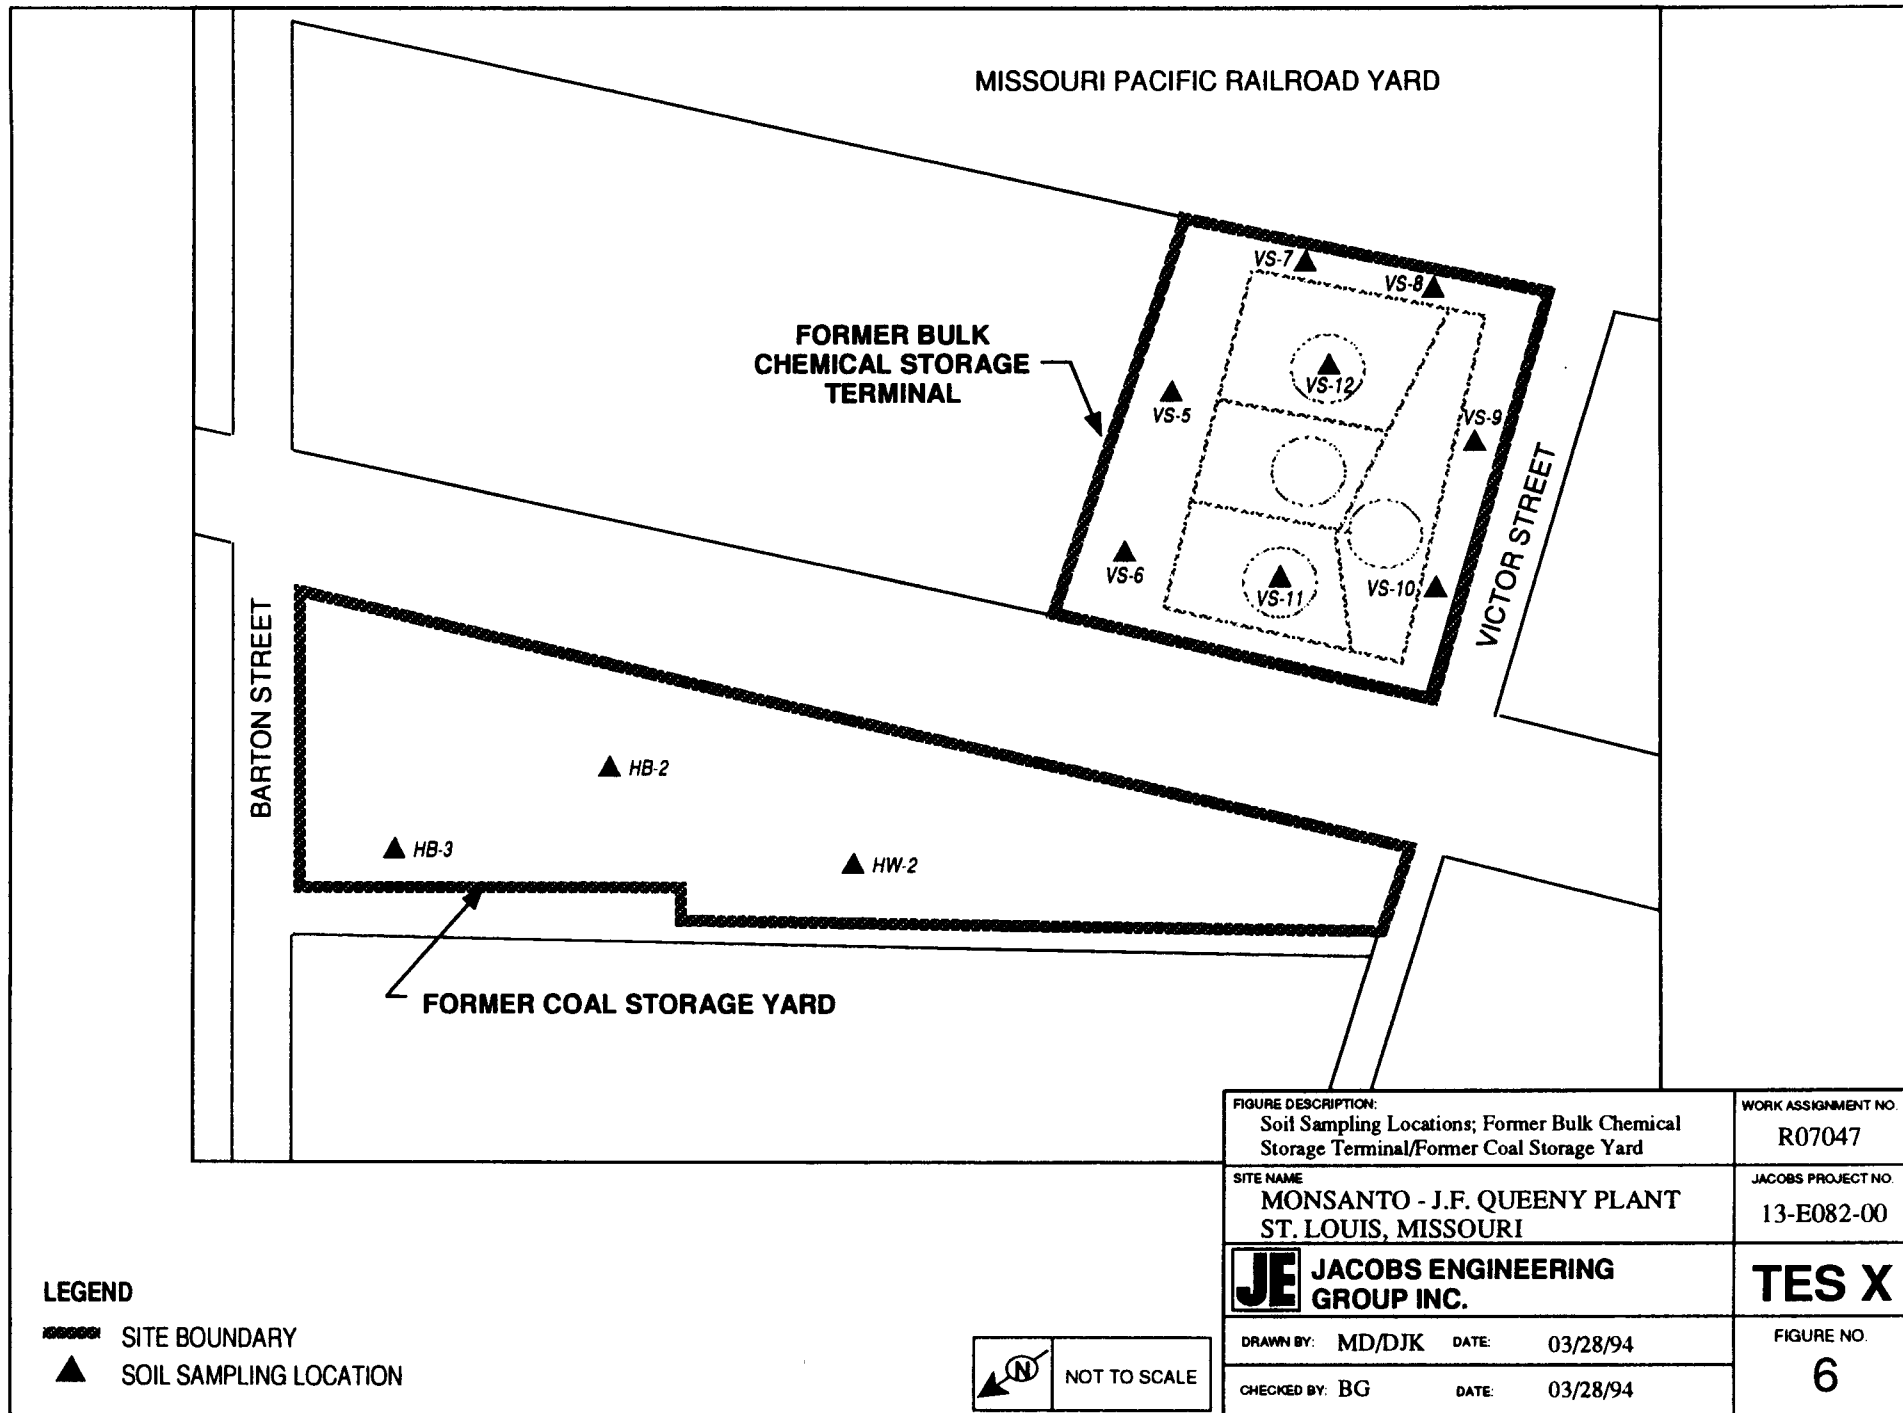 MISSOURI PACIFIC RAILROAD YARD
VS-7
VS-8
FORMER BULK
CHEMICAL STORAGE
TERMINAL
VS-12
VS-5
VS-9
VICTOR STREET
VS-6
VS-11
VS-10
BARTON STREET
HB-2
HB-3
HW-2
FORMER COAL STORAGE YARD
FIGURE DESCRIPTION:
Soil Sampling Locations; Former Bulk Chemical
Storage Terminal/Former Coal Storage Yard
WORK ASSIGNMENT NO.
R07047
SITE NAME
MONSANTO - J.F. QUEENY PLANT
ST. LOUIS, MISSOURI
JACOBS PROJECT NO.
13-E082-00
JE JACOBS ENGINEERING
GROUP INC.
TES X
DRAWN BY: MD/DJK DATE: 03/28/94
CHECKED BY: BG DATE: 03/28/94
FIGURE NO.
6
LEGEND
SITE BOUNDARY
SOIL SAMPLING LOCATION
N NOT TO SCALE